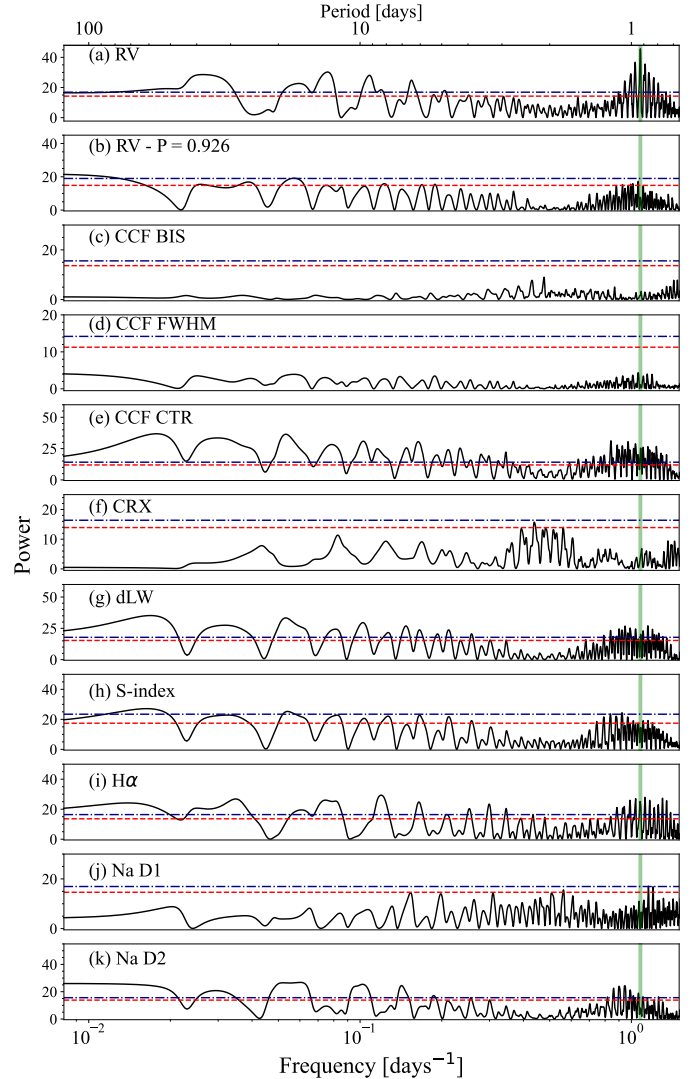 Period [days]
100 10 1
(a) RV
40
20
0
(b) RV - P = 0.926
40
20
0
(c) CCF BIS
20
0
(d) CCF FWHM
20
10
0
(e) CCF CTR
50
25
0
(f) CRX
20
0
(g) dLW
50
25
0
(h) S-index
40
20
0
(i) Hα
40
20
0
(j) Na D1
20
0
(k) Na D2
40
20
0
Power
10⁻² 10⁻¹ 10⁰
Frequency [days⁻¹]